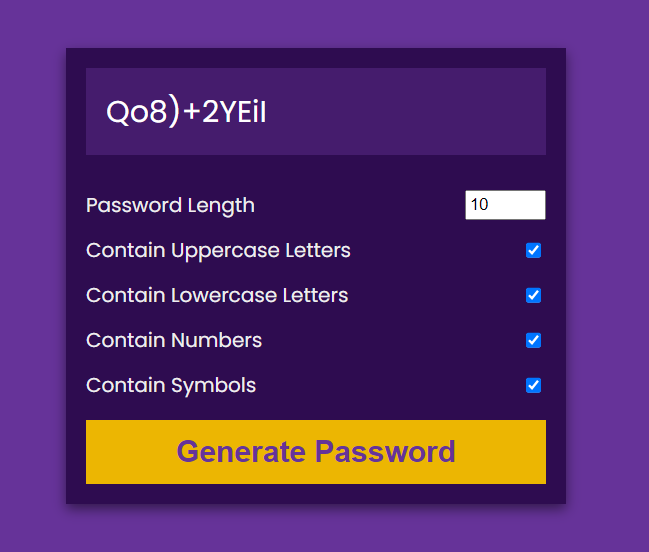 Qo8)+2YEiI
Password Length
10
Contain Uppercase Letters
Contain Lowercase Letters
Contain Numbers
Contain Symbols
Generate Password